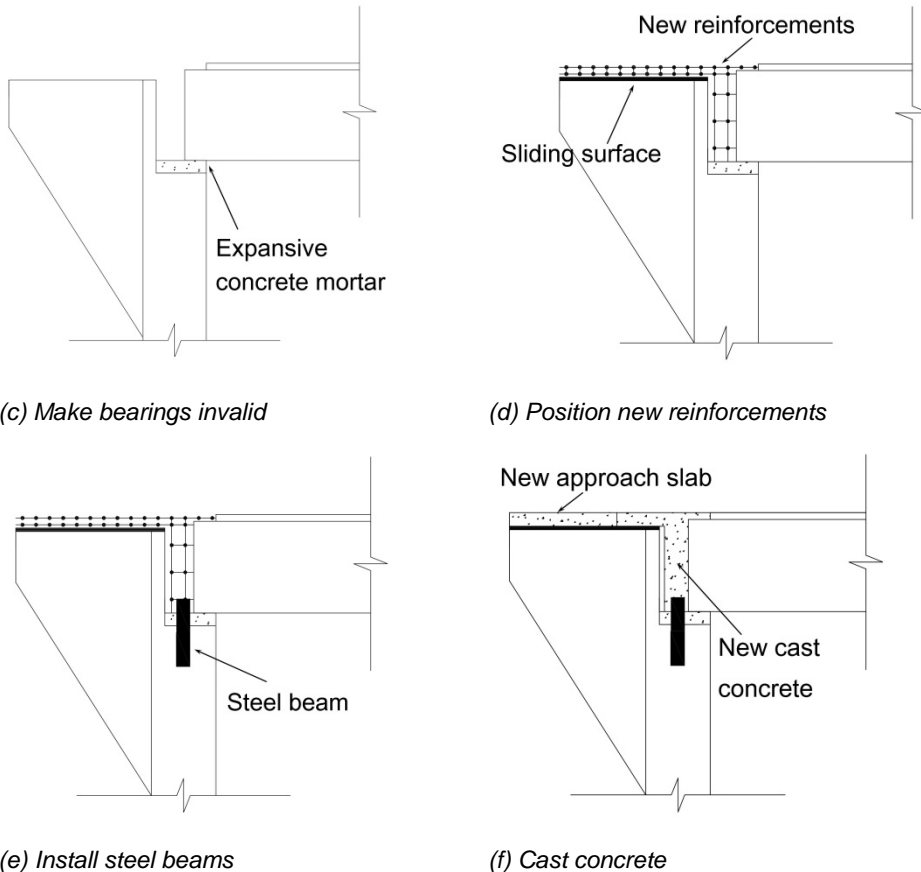 New reinforcements
Sliding surface
Expansive
concrete mortar
(c) Make bearings invalid
(d) Position new reinforcements
New approach slab
Steel beam
New cast
concrete
(e) Install steel beams
(f) Cast concrete